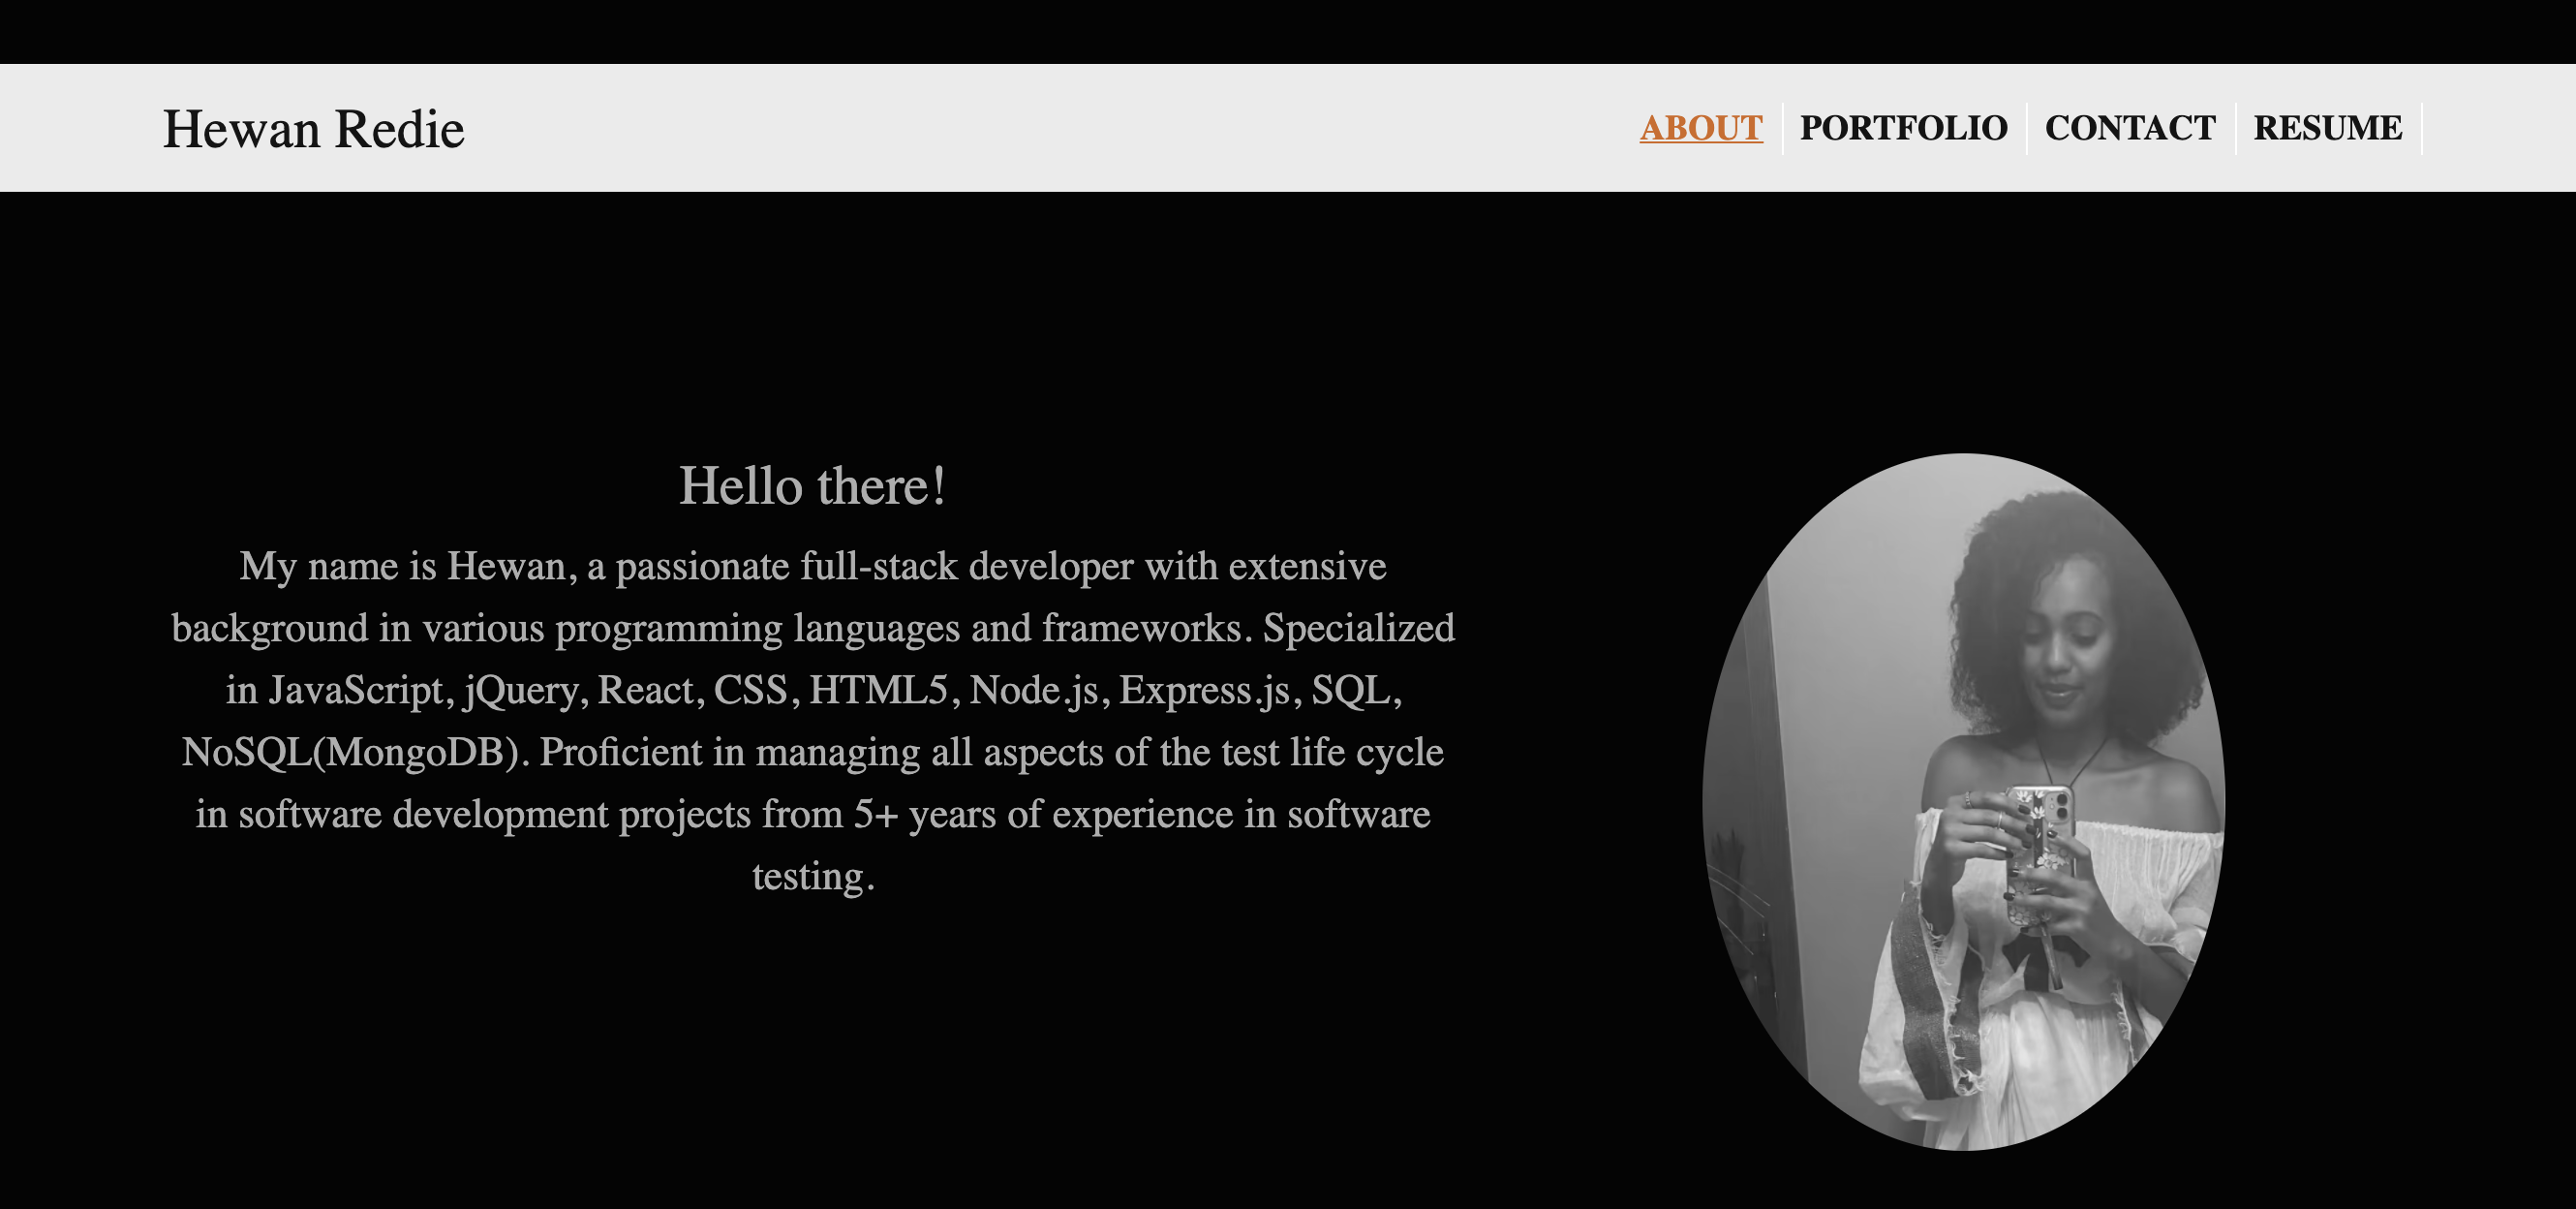 Hewan Redie
ABOUT PORTFOLIO CONTACT RESUME
Hello there!
My name is Hewan, a passionate full-stack developer with extensive
background in various programming languages and frameworks. Specialized
in JavaScript, jQuery, React, CSS, HTML5, Node.js, Express.js, SQL,
NoSQL(MongoDB). Proficient in managing all aspects of the test life cycle
in software development projects from 5+ years of experience in software
testing.